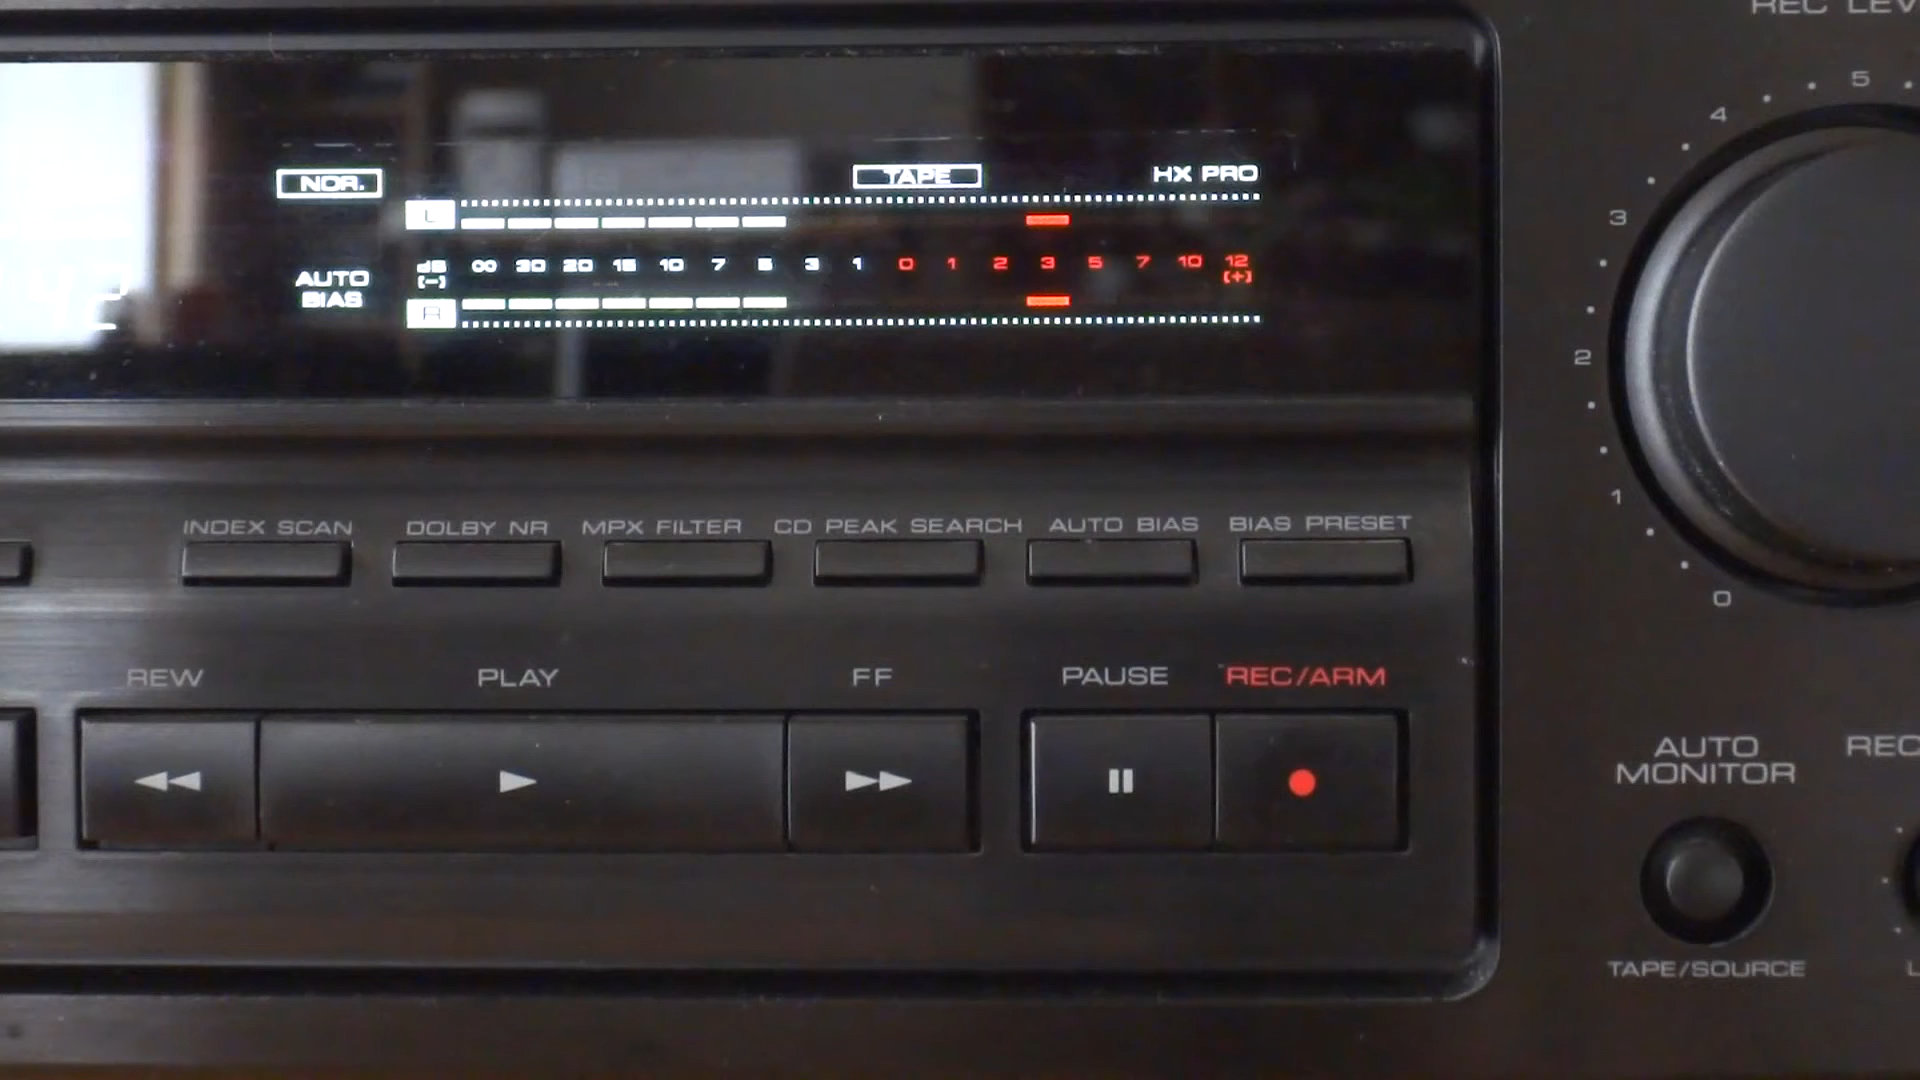 REC LEV
5
4
NOR.
TAPE
HX PRO
L
3
dB ∞ 30 20 15 10 7 5 3 1 0 1 2 3 5 7 10 12
[-] [+]
AUTO
BIAS
R
2
1
INDEX SCAN DOLBY NR MPX FILTER CD PEAK SEARCH AUTO BIAS BIAS PRESET
0
REW PLAY FF PAUSE REC/ARM
AUTO
MONITOR
REC
TAPE/SOURCE
L